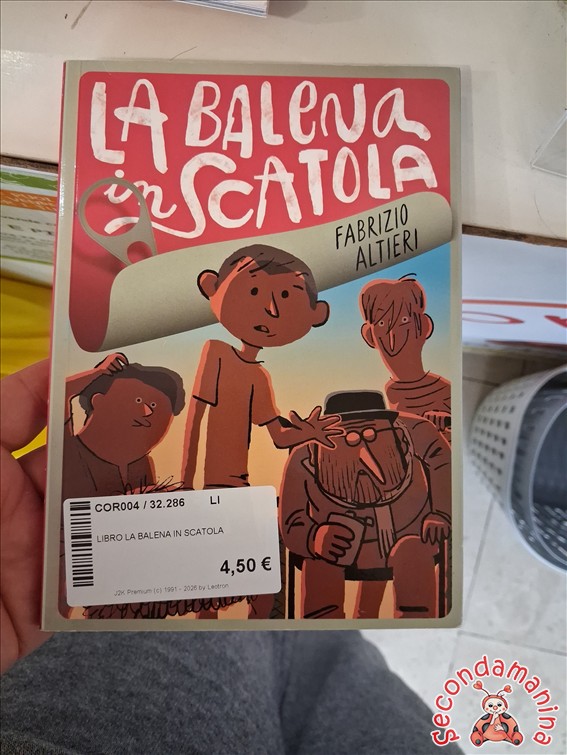 LA BALENA
in SCATOLA
FABRIZIO
ALTIERI
COR004 / 32.286 LI
LIBRO LA BALENA IN SCATOLA
4,50 €
J2K Premium (c) 1991 - 2026 by Lextron
Secondamanina